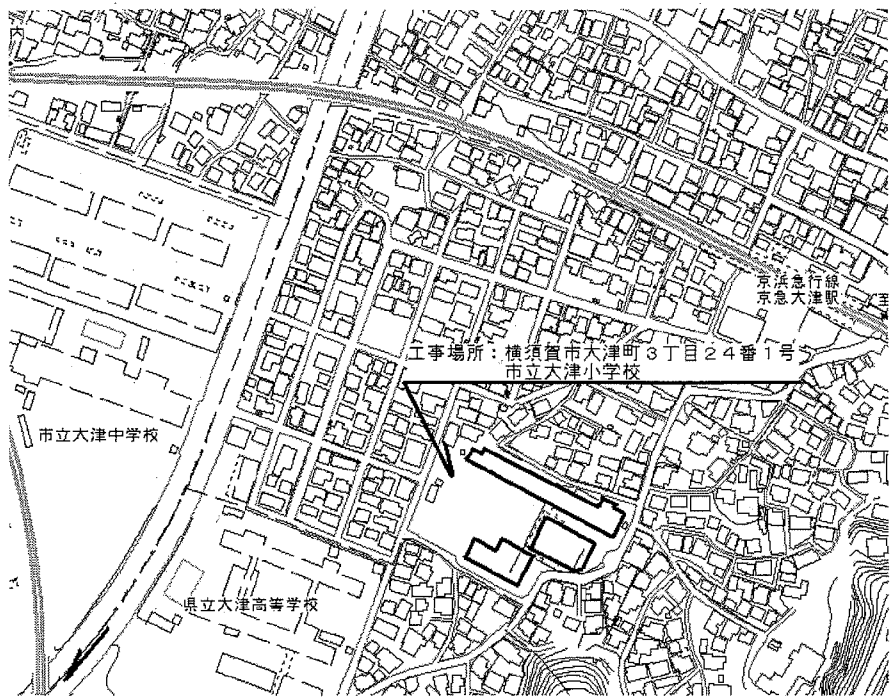 京浜急行線
京急大津駅
工事場所:横須賀市大津町3丁目24番1号
市立大津小学校
市立大津中学校
県立大津高等学校